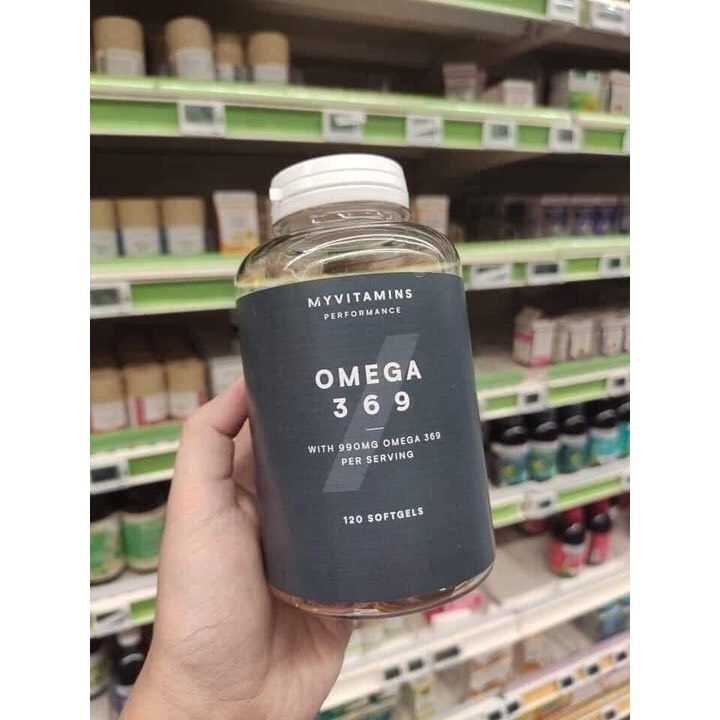 MYVITAMINS
PERFORMANCE
OMEGA
369
WITH 990MG OMEGA 369
PER SERVING
120 SOFTGELS